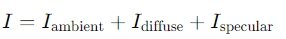 I = I_ambient + I_diffuse + I_specular